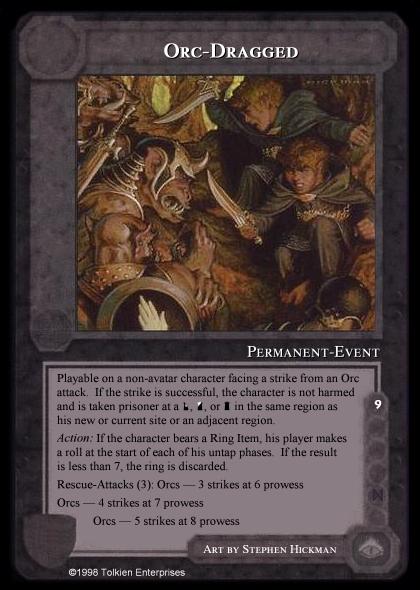 ORC-DRAGGED
HICKMAN
PERMANENT-EVENT
Playable on a non-avatar character facing a strike from an Orc
attack. If the strike is successful, the character is not harmed
and is taken prisoner at a , , or in the same region as
his new or current site or an adjacent region.
9
Action: If the character bears a Ring Item, his player makes
a roll at the start of each of his untap phases. If the result
is less than 7, the ring is discarded.
Rescue-Attacks (3): Orcs — 3 strikes at 6 prowess
Orcs — 4 strikes at 7 prowess
Orcs — 5 strikes at 8 prowess
ART BY STEPHEN HICKMAN
©1998 Tolkien Enterprises